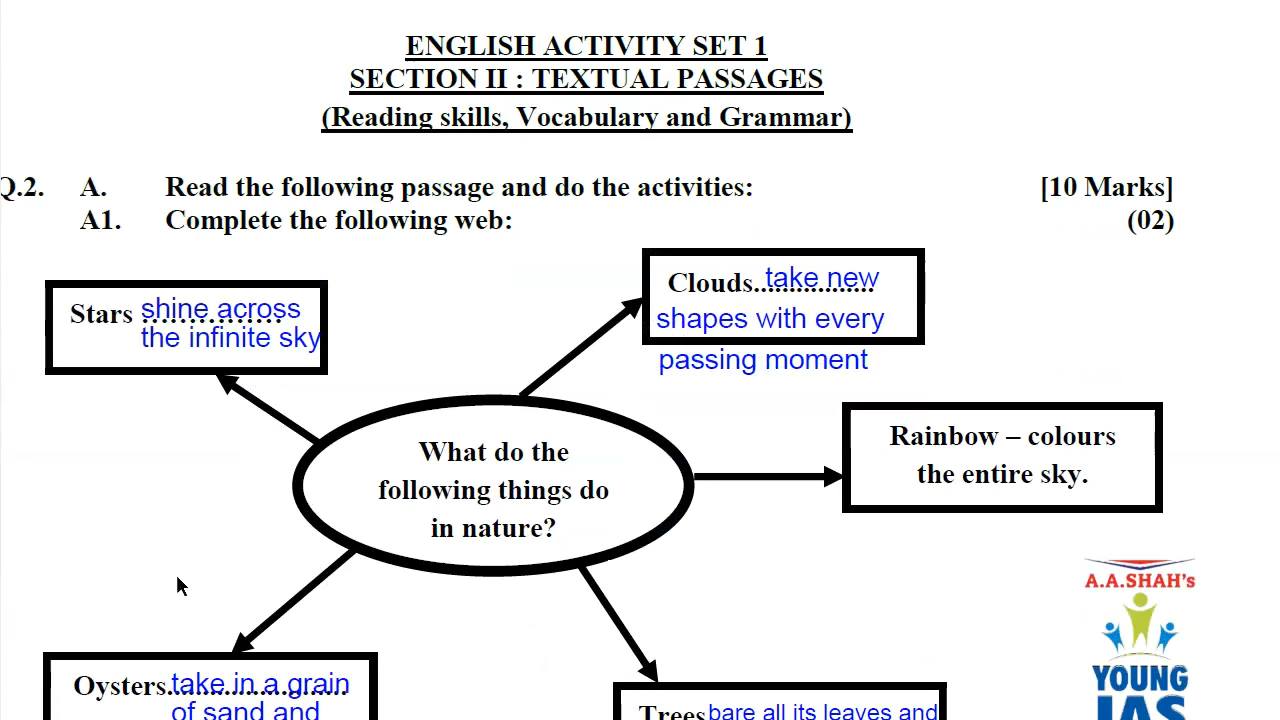 ENGLISH ACTIVITY SET 1
SECTION II : TEXTUAL PASSAGES
(Reading skills, Vocabulary and Grammar)
Q.2. A. Read the following passage and do the activities: [10 Marks]
A1. Complete the following web: (02)
Clouds................. take new
shapes with every
passing moment
Stars ............... shine across
the infinite sky
Rainbow – colours
the entire sky.
What do the
following things do
in nature?
A.A.SHAH's
YOUNG
IAS
Oysters........................ take in a grain
of sand and
Trees bare all its leaves and